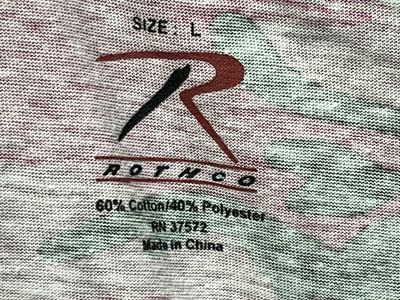 SIZE: L
R
ROTHCO
60% Cotton/40% Polyester
RN 37572
Made in China